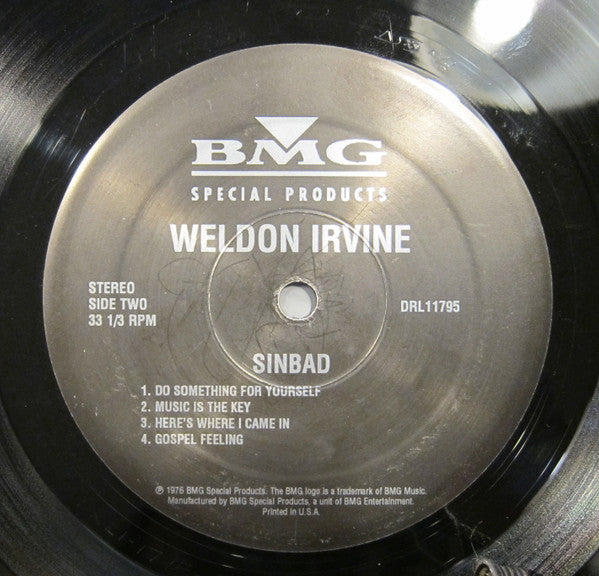 BMG
SPECIAL PRODUCTS
WELDON IRVINE
STEREO
SIDE TWO
33 1/3 RPM
DRL11795
SINBAD
1. DO SOMETHING FOR YOURSELF
2. MUSIC IS THE KEY
3. HERE'S WHERE I CAME IN
4. GOSPEL FEELING
℗ 1976 BMG Special Products. The BMG logo is a trademark of BMG Music.
Manufactured by BMG Special Products, a unit of BMG Entertainment.
Printed in U.S.A.